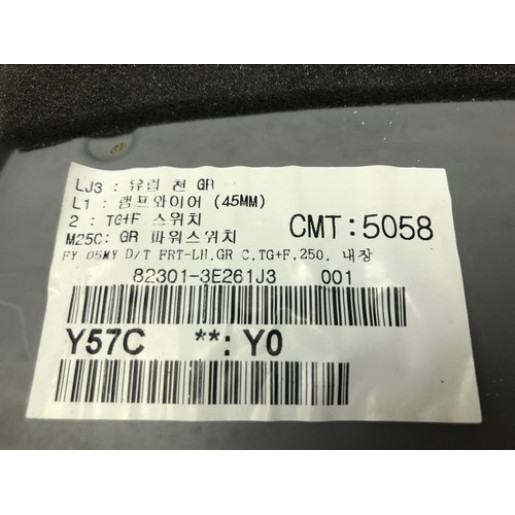 LJ3 : 유럽 천 GR
L1 : 램프와이어 (45MM)
2 : TG+F 스위치
CMT:5058
M25C: GR 파워스위치
FY 05MY D/T FRT-LH,GR C,TG+F,250, 내장
82301-3E261J3 001
Y57C **: Y0